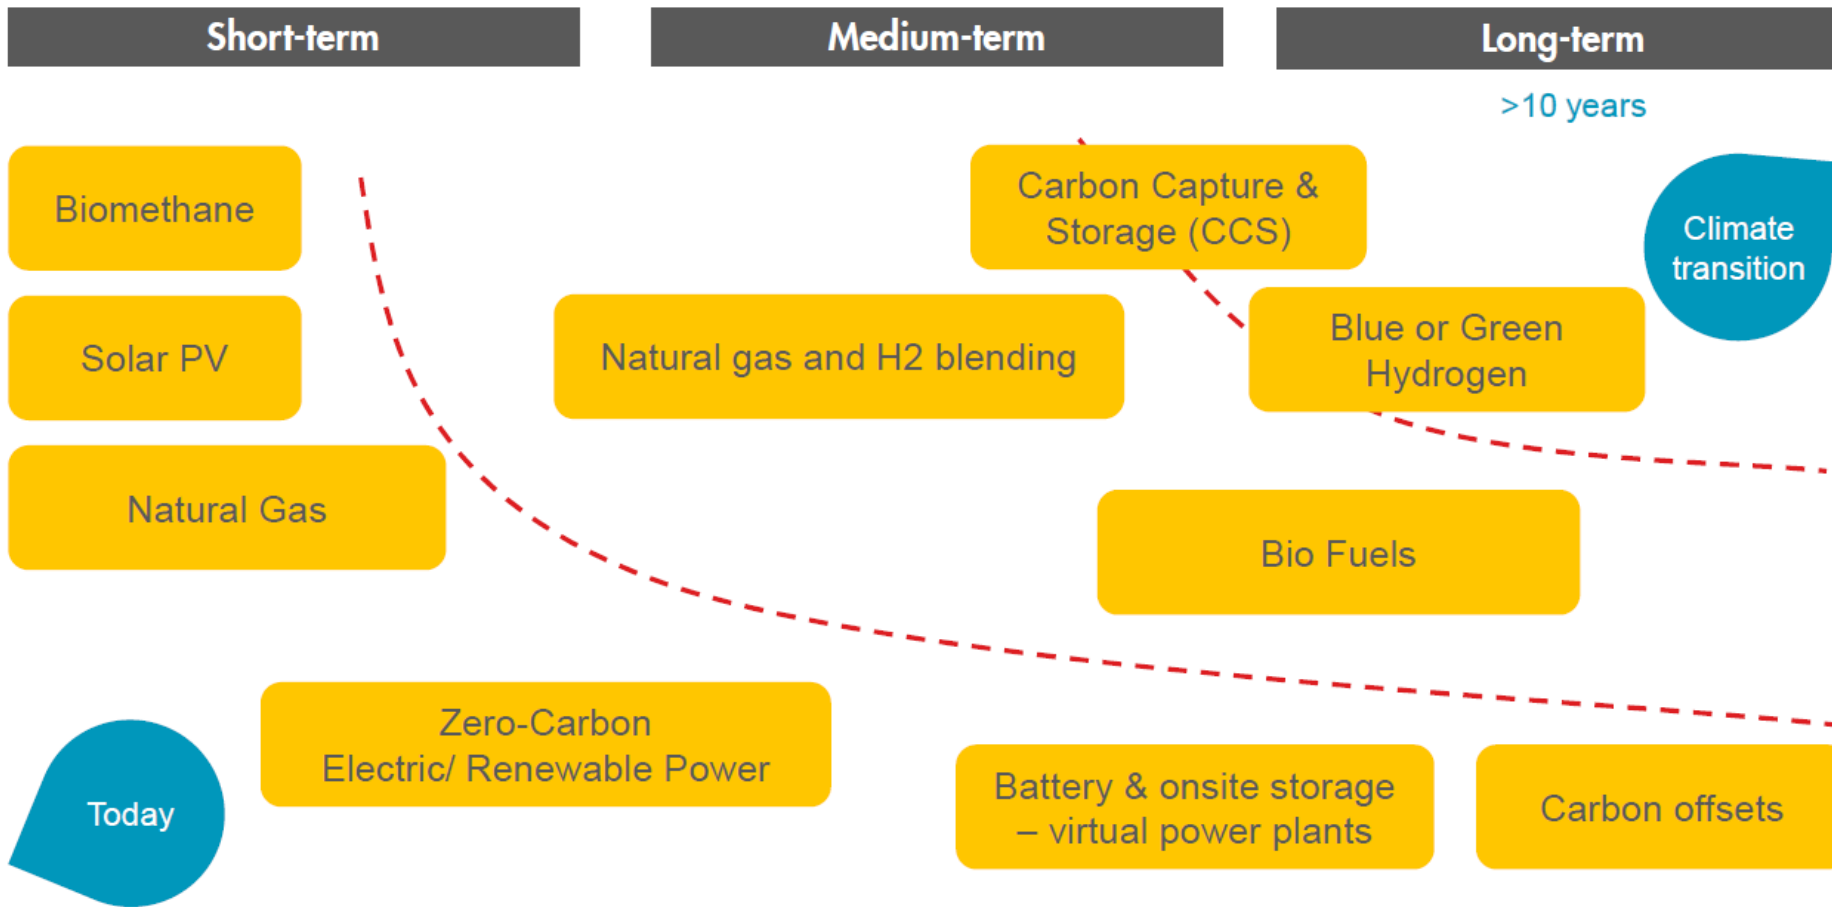 Short-term
Medium-term
Long-term
>10 years
Biomethane
Carbon Capture &
Storage (CCS)
Climate
transition
Solar PV
Natural gas and H2 blending
Blue or Green
Hydrogen
Natural Gas
Bio Fuels
Zero-Carbon
Electric/ Renewable Power
Today
Battery & onsite storage
– virtual power plants
Carbon offsets